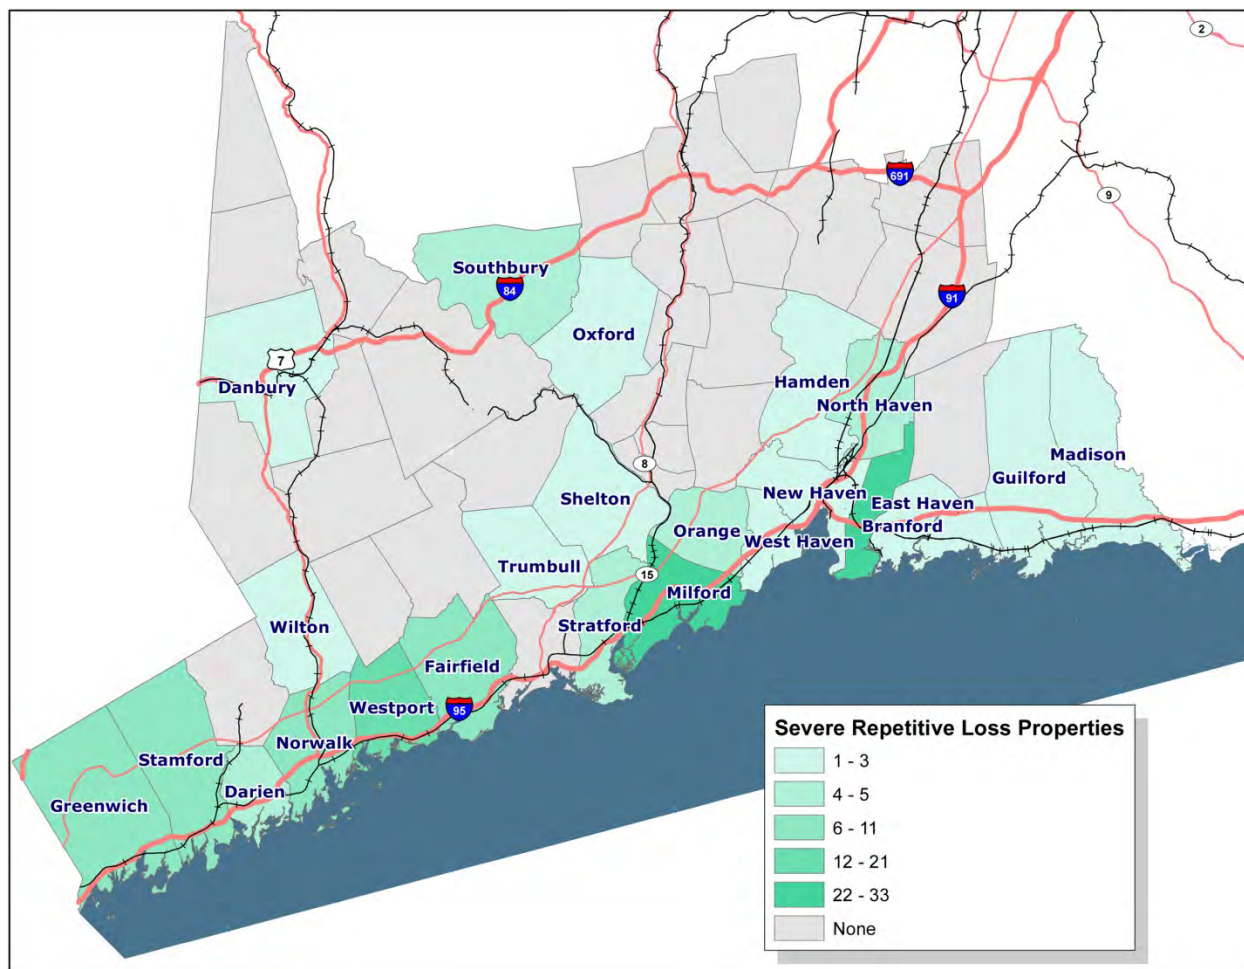 2
691
9
Southbury
84
91
Oxford
7
Danbury
Hamden
North Haven
Madison
8
Guilford
Shelton
New Haven
East Haven
Orange
Branford
West Haven
Trumbull
15
Milford
Wilton
Stratford
Fairfield
Westport
95
Norwalk
Stamford
Darien
Greenwich
Severe Repetitive Loss Properties
1 - 3
4 - 5
6 - 11
12 - 21
22 - 33
None